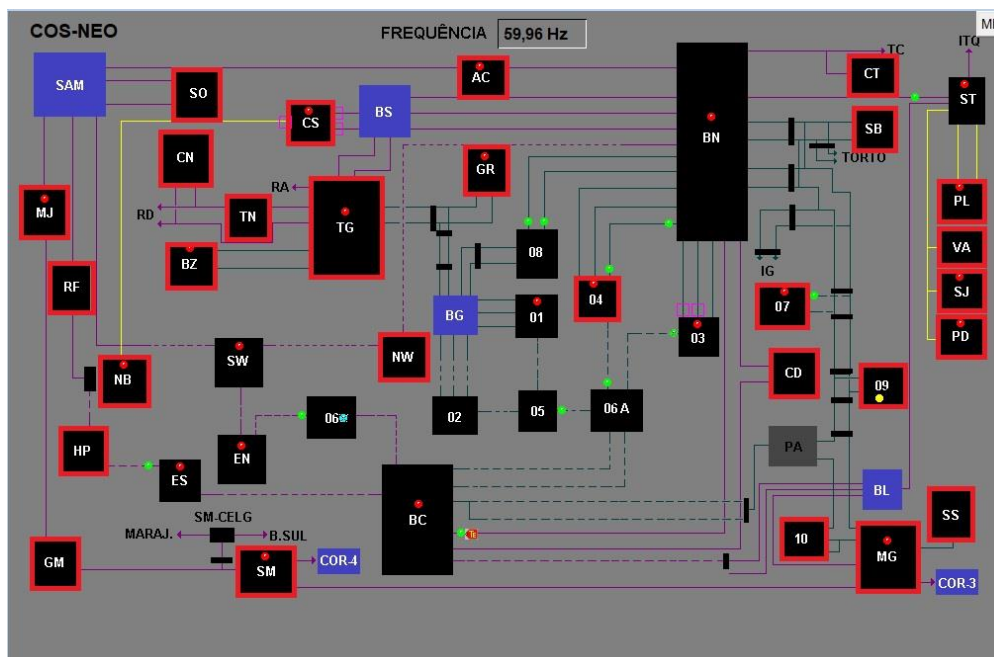 COS-NEO
FREQUÊNCIA 59,96 Hz
TC
ITQ
SAM
SO
AC
CT
ST
CS
BS
BN
SB
CN
GR
TORTO
RA
RD
TN
TG
MJ
BZ
PL
VA
IG
08
RF
04
07
SJ
BG
01
03
PD
SW
NW
NB
CD
09
02
05
06 A
06
HP
EN
PA
ES
BC
BL
SS
SM-CELG
MARAJ.
B.SUL
10
GM
SM
COR-4
MG
COR-3